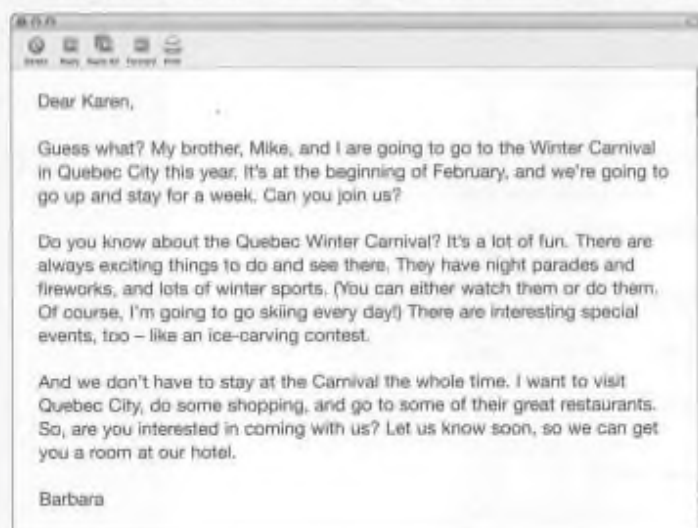 Delete Reply Reply All Forward Print
Dear Karen,
Guess what? My brother, Mike, and I are going to go to the Winter Carnival
in Quebec City this year. It's at the beginning of February, and we're going to
go up and stay for a week. Can you join us?
Do you know about the Quebec Winter Carnival? It's a lot of fun. There are
always exciting things to do and see there. They have night parades and
fireworks, and lots of winter sports. (You can either watch them or do them.
Of course, I'm going to go skiing every day!) There are interesting special
events, too – like an ice-carving contest.
And we don't have to stay at the Carnival the whole time. I want to visit
Quebec City, do some shopping, and go to some of their great restaurants.
So, are you interested in coming with us? Let us know soon, so we can get
you a room at our hotel.
Barbara